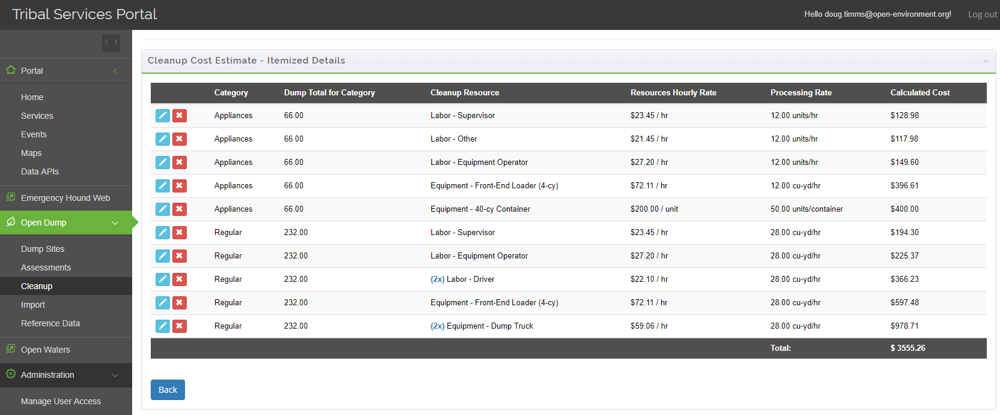 Tribal Services Portal
Hello doug.timms@open-environment.org! Log out
Portal
Home
Services
Events
Maps
Data APIs
Emergency Hound Web
Open Dump
Dump Sites
Assessments
Cleanup
Import
Reference Data
Open Waters
Administration
Manage User Access
Cleanup Cost Estimate - Itemized Details
Category Dump Total for Category Cleanup Resource Resources Hourly Rate Processing Rate Calculated Cost
Appliances 66.00 Labor - Supervisor $23.45 / hr 12.00 units/hr $128.98
Appliances 66.00 Labor - Other $21.45 / hr 12.00 units/hr $117.98
Appliances 66.00 Labor - Equipment Operator $27.20 / hr 12.00 units/hr $149.60
Appliances 66.00 Equipment - Front-End Loader (4-cy) $72.11 / hr 12.00 cu-yd/hr $396.61
Appliances 66.00 Equipment - 40-cy Container $200.00 / unit 50.00 units/container $400.00
Regular 232.00 Labor - Supervisor $23.45 / hr 28.00 cu-yd/hr $194.30
Regular 232.00 Labor - Equipment Operator $27.20 / hr 28.00 cu-yd/hr $225.37
Regular 232.00 (2x) Labor - Driver $22.10 / hr 28.00 cu-yd/hr $366.23
Regular 232.00 Equipment - Front-End Loader (4-cy) $72.11 / hr 28.00 cu-yd/hr $597.48
Regular 232.00 (2x) Equipment - Dump Truck $59.06 / hr 28.00 cu-yd/hr $978.71
Total: $ 3555.26
Back